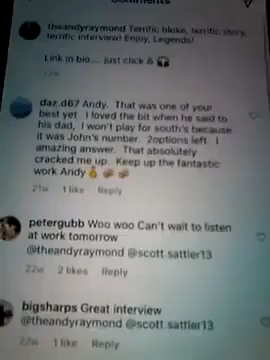 Comments
theandyraymond Terrific bloke, terrific story,
terrific interview! Enjoy, Legends!
Link in bio.... just click &
22w
daz.d67 Andy. That was one of your
best yet. I loved the bit when he said to
his dad, I won't play for south's because
it was John's number. 2options left. I
amazing answer. That absolutely
cracked me up. Keep up the fantastic
work Andy
21w 1 like Reply
petergubb Woo woo Can't wait to listen
at work tomorrow
@theandyraymond @scott.sattler13
22w 2 likes Reply
bigsharps Great interview
@theandyraymond @scott.sattler13
22w 1 like Reply